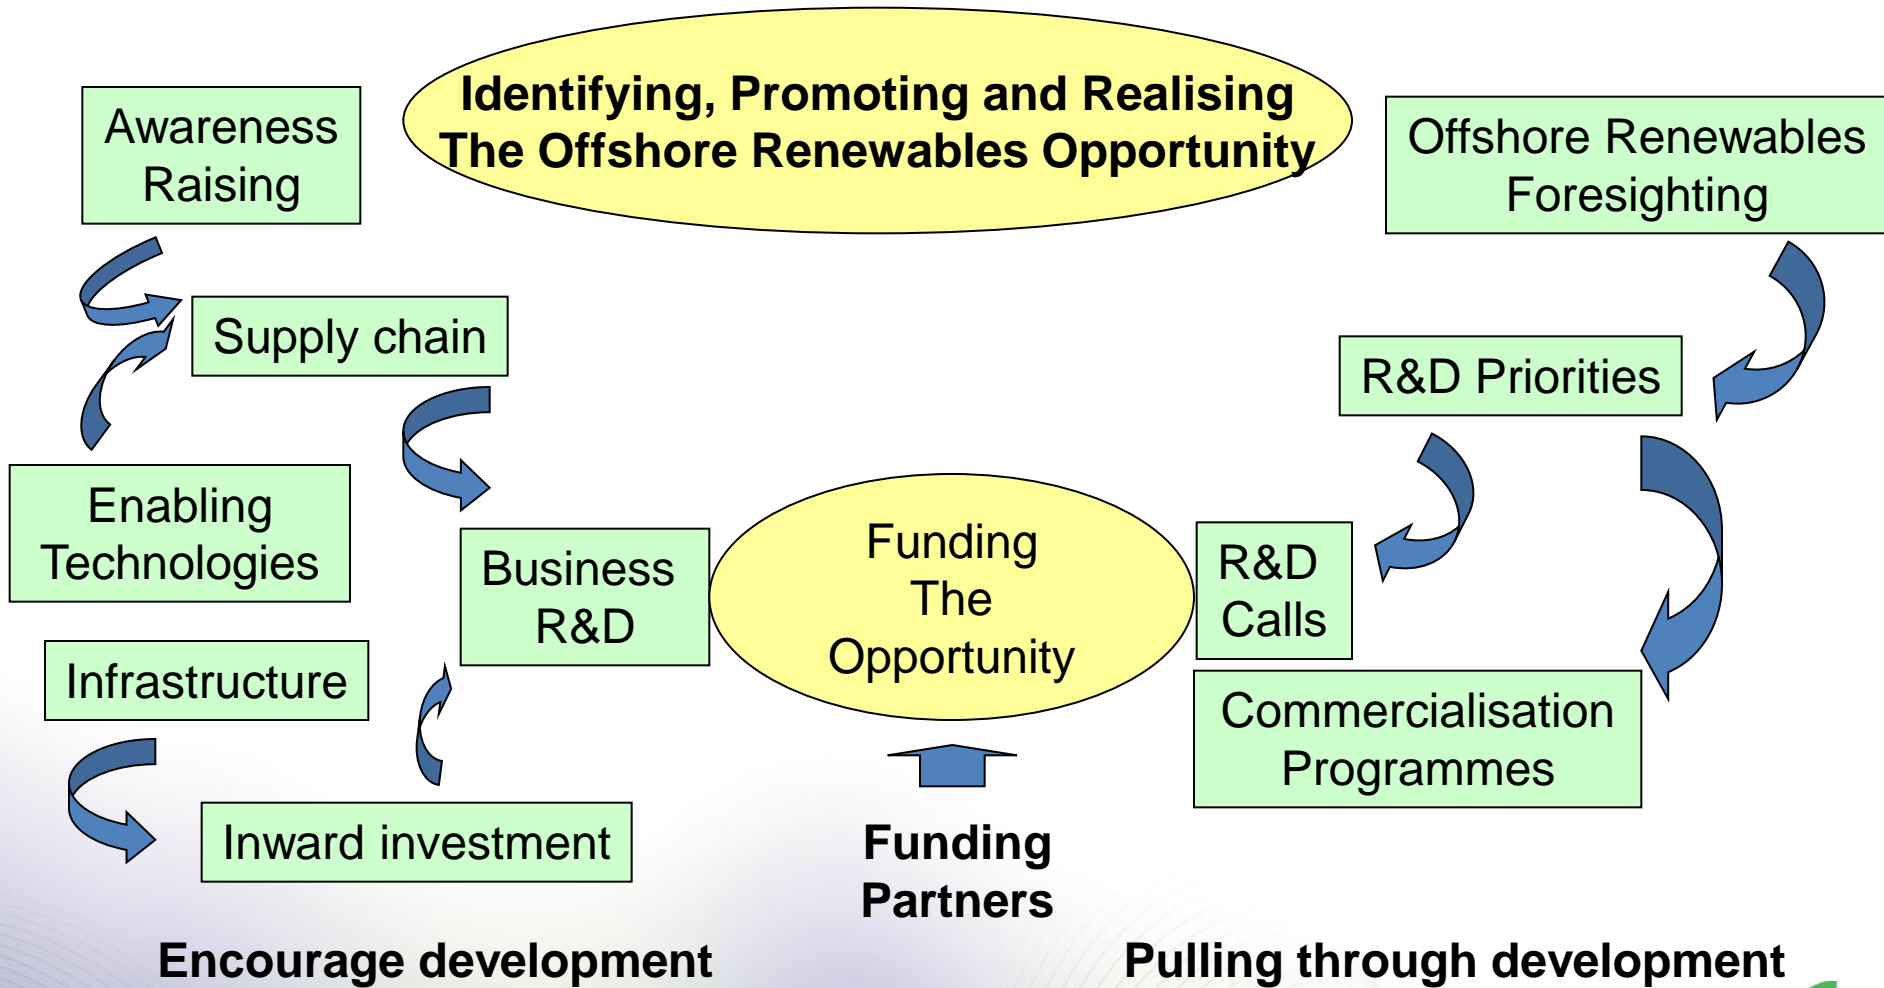 Identifying, Promoting and Realising
The Offshore Renewables Opportunity
Awareness
Raising
Offshore Renewables
Foresighting
Supply chain
R&D Priorities
Enabling
Technologies
Business
R&D
Funding
The
Opportunity
R&D
Calls
Infrastructure
Commercialisation
Programmes
Inward investment
Funding
Partners
Encourage development
Pulling through development